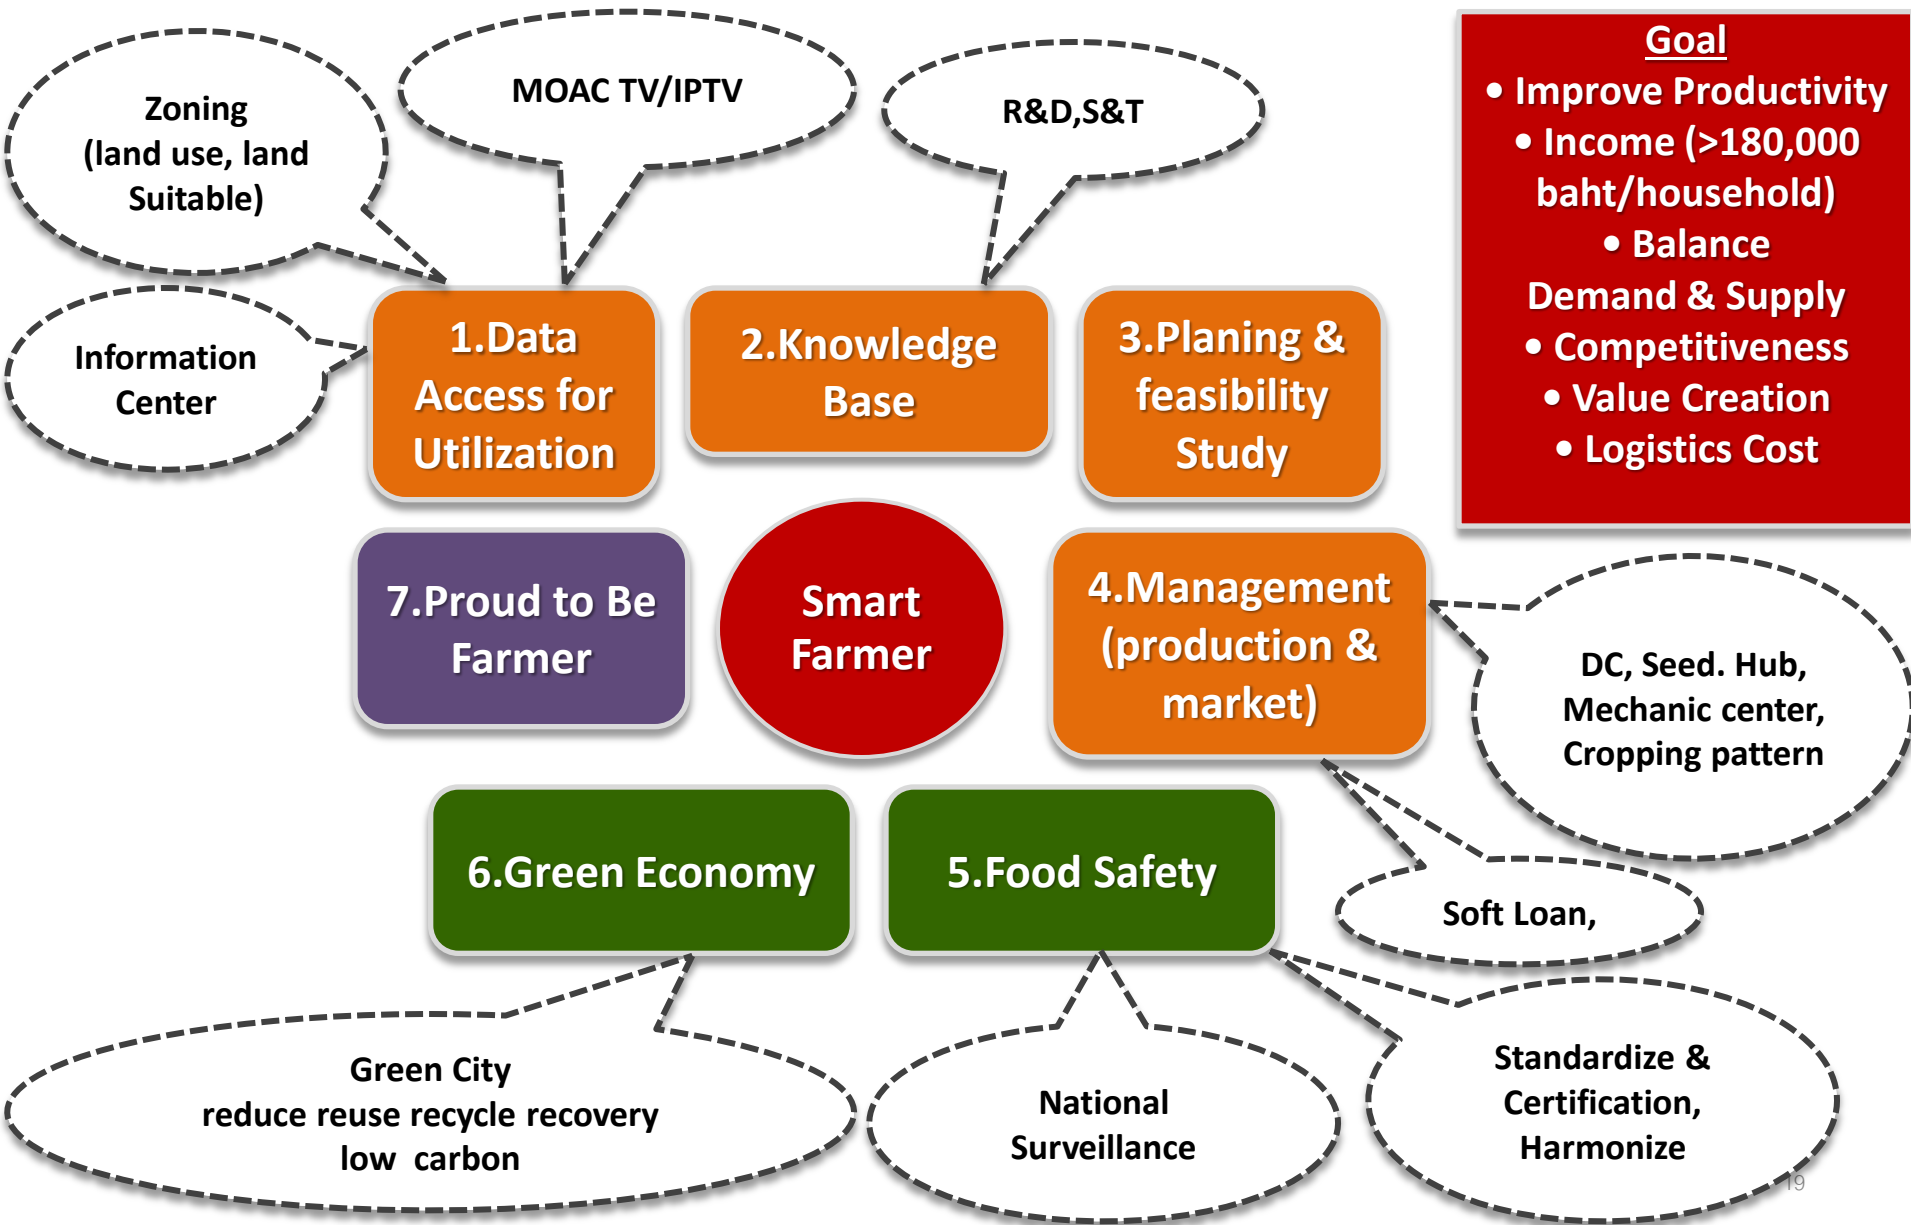 Zoning
(land use, land
Suitable)
MOAC TV/IPTV
R&D,S&T
Goal
• Improve Productivity
• Income (>180,000
baht/household)
• Balance
Demand & Supply
• Competitiveness
• Value Creation
• Logistics Cost
Information
Center
1.Data
Access for
Utilization
2.Knowledge
Base
3.Planing &
feasibility
Study
7.Proud to Be
Farmer
Smart
Farmer
4.Management
(production &
market)
DC, Seed. Hub,
Mechanic center,
Cropping pattern
6.Green Economy
5.Food Safety
Soft Loan,
Green City
reduce reuse recycle recovery
low  carbon
National
Surveillance
Standardize &
Certification,
Harmonize
19